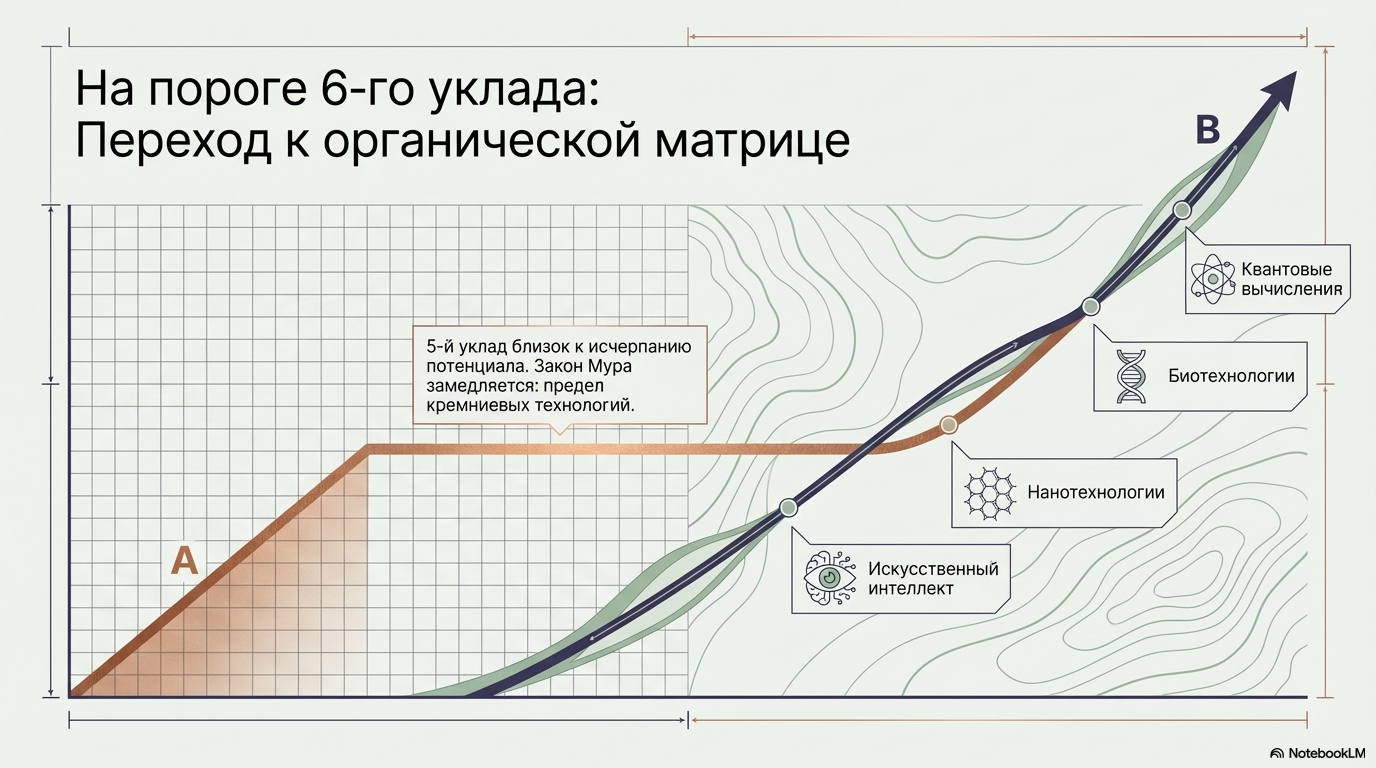 На пороге 6-го уклада:
Переход к органической матрице
B
Квантовые
вычисления
5-й уклад близок к исчерпанию
потенциала. Закон Мура
замедляется: предел
кремниевых технологий.
Биотехнологии
Нанотехнологии
A
Искусственный
интеллект
NotebookLM